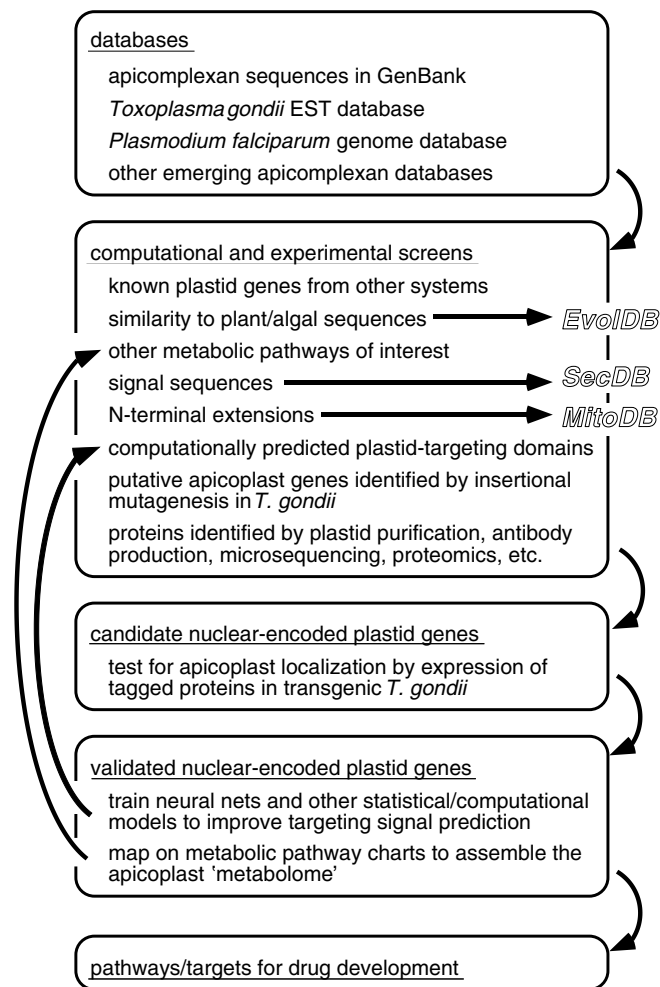 databases
apicomplexan sequences in GenBank
Toxoplasma gondii EST database
Plasmodium falciparum genome database
other emerging apicomplexan databases
computational and experimental screens
known plastid genes from other systems
similarity to plant/algal sequences
EvolDB
other metabolic pathways of interest
signal sequences
SecDB
N-terminal extensions
MitoDB
computationally predicted plastid-targeting domains
putative apicoplast genes identified by insertional
mutagenesis in T. gondii
proteins identified by plastid purification, antibody
production, microsequencing, proteomics, etc.
candidate nuclear-encoded plastid genes
test for apicoplast localization by expression of
tagged proteins in transgenic T. gondii
validated nuclear-encoded plastid genes
train neural nets and other statistical/computational
models to improve targeting signal prediction
map on metabolic pathway charts to assemble the
apicoplast ‘metabolome’
pathways/targets for drug development